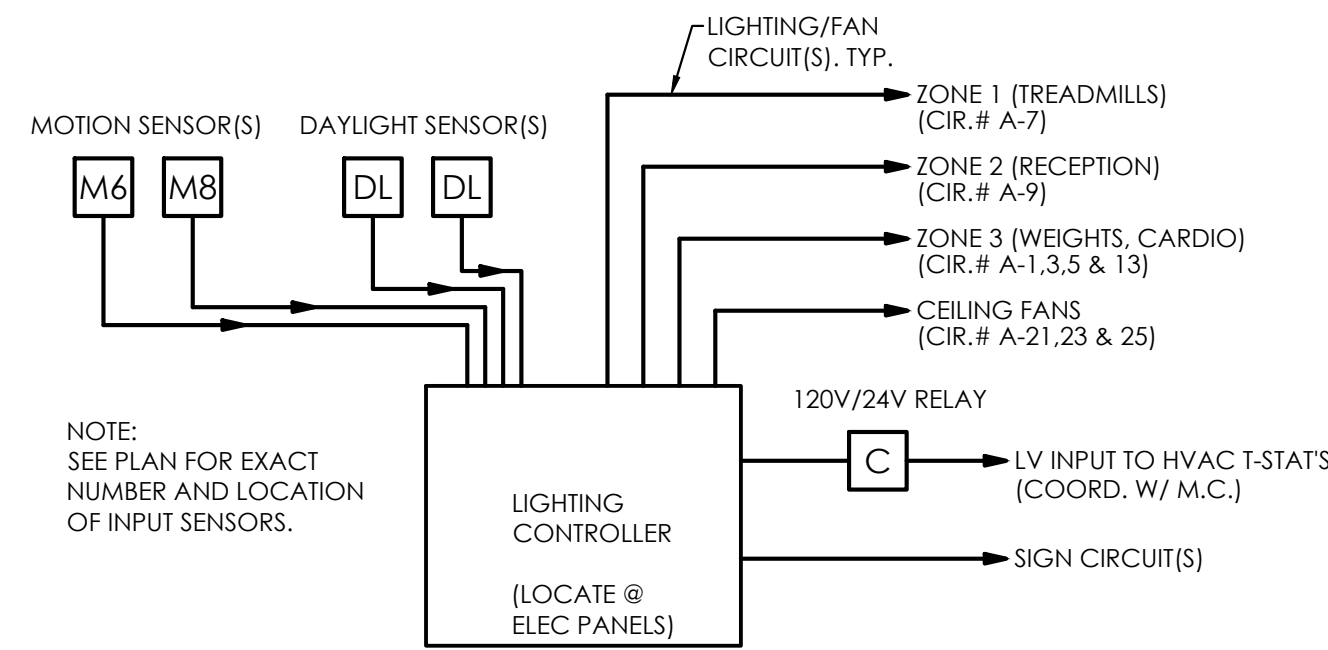 LIGHTING/FAN
CIRCUIT(S). TYP.
MOTION SENSOR(S)
DAYLIGHT SENSOR(S)
M6
M8
DL
DL
ZONE 1 (TREADMILLS)
(CIR.# A-7)
ZONE 2 (RECEPTION)
(CIR.# A-9)
ZONE 3 (WEIGHTS, CARDIO)
(CIR.# A-1,3,5 & 13)
CEILING FANS
(CIR.# A-21,23 & 25)
120V/24V RELAY
C
LV INPUT TO HVAC T-STAT'S
(COORD. W/ M.C.)
SIGN CIRCUIT(S)
NOTE:
SEE PLAN FOR EXACT
NUMBER AND LOCATION
OF INPUT SENSORS.
LIGHTING
CONTROLLER
(LOCATE @
ELEC PANELS)